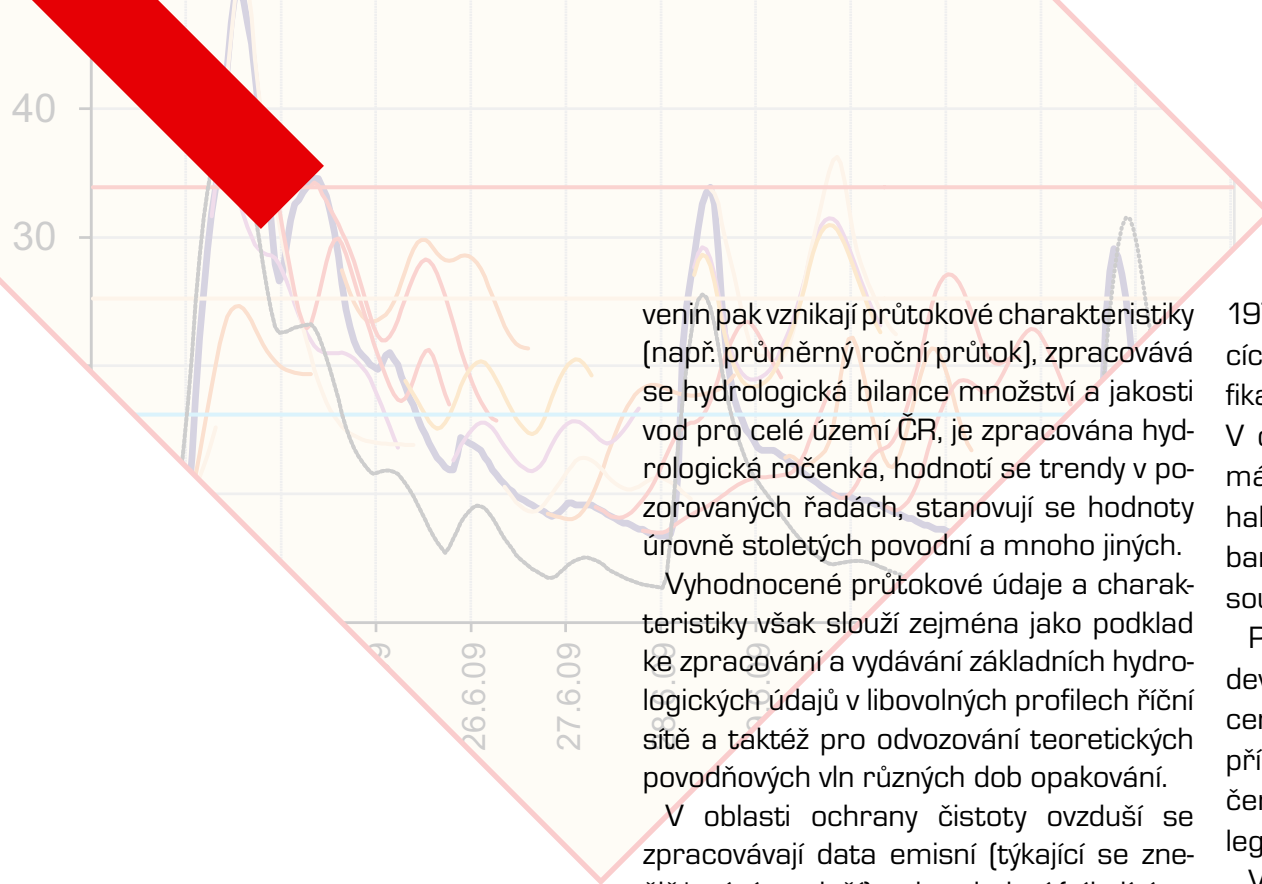 40
30
26.6.09
27.6.09
venin pak vznikají průtokové charakteristiky
(např. průměrný roční průtok), zpracovává
se hydrologická bilance množství a jakosti
vod pro celé území ČR, je zpracována hyd-
rologická ročenka, hodnotí se trendy v po-
zorovaných řadách, stanovují se hodnoty
úrovně stoletých povodní a mnoho jiných.
Vyhodnocené průtokové údaje a charak-
teristiky však slouží zejména jako podklad
ke zpracování a vydávání základních hydro-
logických údajů v libovolných profilech říční
sítě a taktéž pro odvozování teoretických
povodňových vln různých dob opakování.
V oblasti ochrany čistoty ovzduší se
zpracovávají data emisní (týkající se zne-